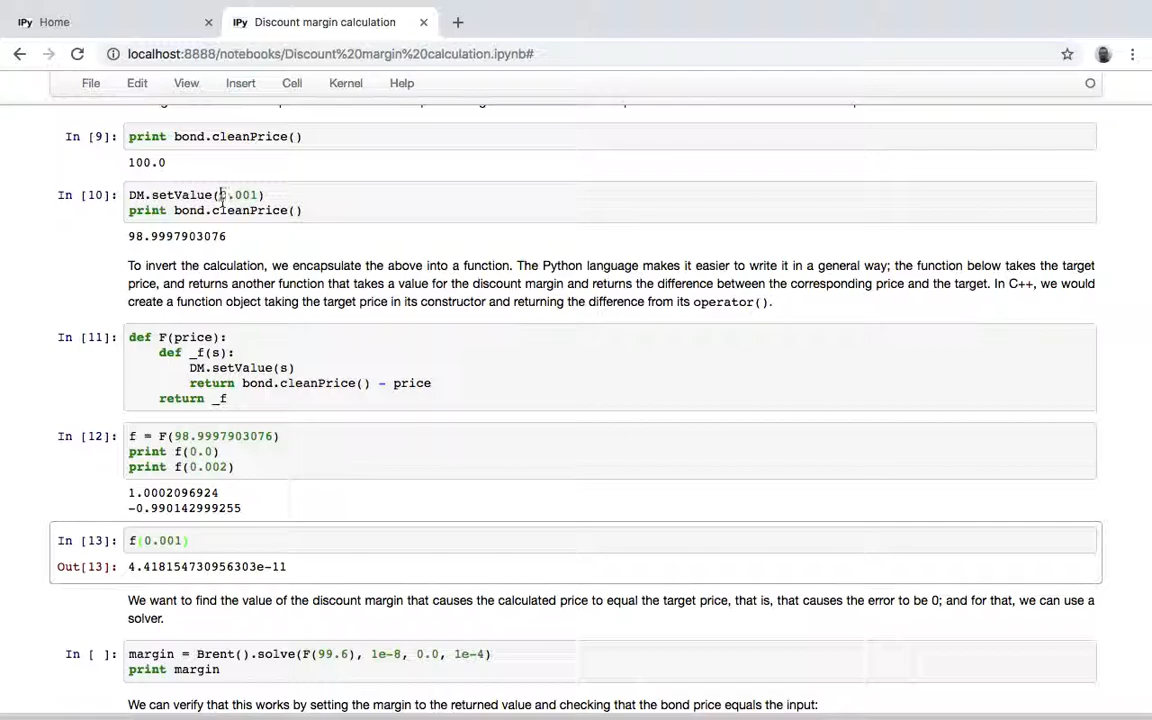 IPy Home
IPy Discount margin calculation
localhost:8888/notebooks/Discount%20margin%20calculation.ipynb#
File Edit View Insert Cell Kernel Help
In [9]: print bond.cleanPrice()
100.0
In [10]: DM.setValue(0.001)
print bond.cleanPrice()
98.9997903076
To invert the calculation, we encapsulate the above into a function. The Python language makes it easier to write it in a general way; the function below takes the target
price, and returns another function that takes a value for the discount margin and returns the difference between the corresponding price and the target. In C++, we would
create a function object taking the target price in its constructor and returning the difference from its operator().
In [11]: def F(price):
def _f(s):
DM.setValue(s)
return bond.cleanPrice() - price
return _f
In [12]: f = F(98.9997903076)
print f(0.0)
print f(0.002)
1.0002096924
-0.990142999255
In [13]: f(0.001)
Out[13]: 4.418154730956303e-11
We want to find the value of the discount margin that causes the calculated price to equal the target price, that is, that causes the error to be 0; and for that, we can use a
solver.
In [ ]: margin = Brent().solve(F(99.6), 1e-8, 0.0, 1e-4)
print margin
We can verify that this works by setting the margin to the returned value and checking that the bond price equals the input: